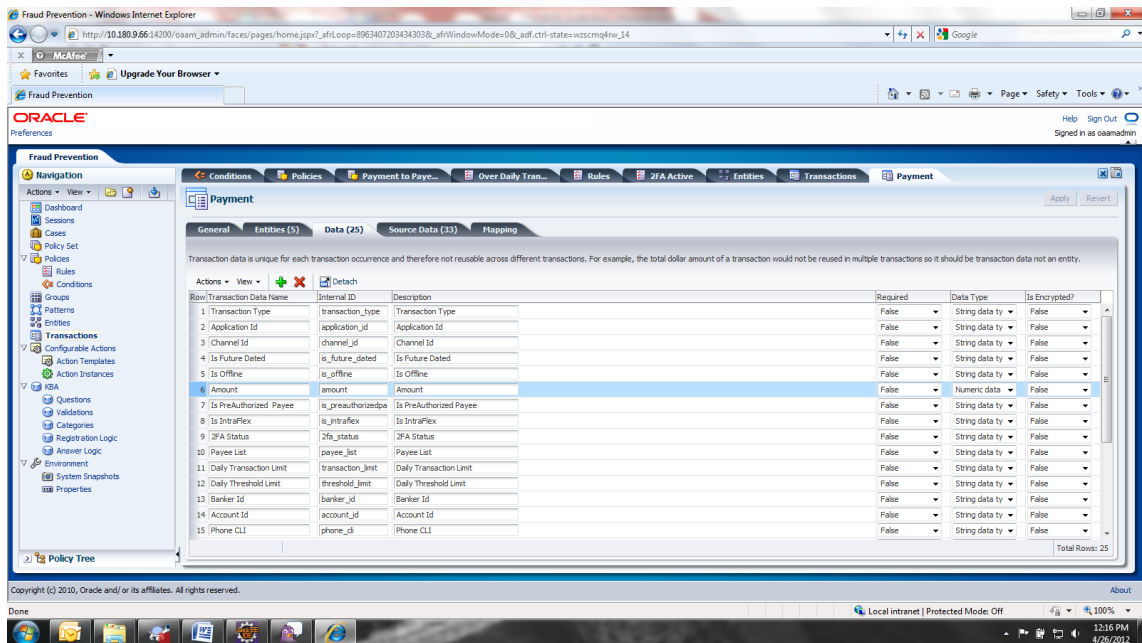 Fraud Prevention - Windows Internet Explorer
http://10.180.9.66:14200/oaam_admin/faces/pages/home.jspx?_afrLoop=8963407203434303&_afrWindowMode=0&_adf.ctrl-state=wzscmq4rw_14
Google
McAfee
Favorites Upgrade Your Browser
Fraud Prevention
Page Safety Tools
ORACLE
Help Sign Out
Preferences
Signed in as oaamadmin
Fraud Prevention
Navigation
Actions View
Dashboard
Sessions
Cases
Policy Set
Policies
Rules
Conditions
Groups
Patterns
Entities
Transactions
Configurable Actions
Action Templates
Action Instances
KBA
Questions
Validations
Categories
Registration Logic
Answer Logic
Environment
System Snapshots
Properties
Policy Tree
Conditions Policies Payment to Paye... Over Daily Tran... Rules 2FA Active Entities Transactions Payment
Payment
Apply Revert
General Entities (5) Data (25) Source Data (33) Mapping
Transaction data is unique for each transaction occurrence and therefore not reusable across different transactions. For example, the total dollar amount of a transaction would not be reused in multiple transactions so it should be transaction data not an entity.
Actions View Detach
Row Transaction Data Name Internal ID Description Required Data Type Is Encrypted?
1 Transaction Type transaction_type Transaction Type False String data ty False
2 Application Id application_id Application Id False String data ty False
3 Channel Id channel_id Channel Id False String data ty False
4 Is Future Dated is_future_dated Is Future Dated False String data ty False
5 Is Offline is_offline Is Offline False String data ty False
6 Amount amount Amount False Numeric data False
7 Is PreAuthorized Payee is_preauthorizedpa Is PreAuthorized Payee False String data ty False
8 Is IntraFlex is_intraflex Is IntraFlex False String data ty False
9 2FA Status 2fa_status 2FA Status False String data ty False
10 Payee List payee_list Payee List False String data ty False
11 Daily Transaction Limit transaction_limit Daily Transaction Limit False String data ty False
12 Daily Threshold Limit threshold_limit Daily Threshold Limit False String data ty False
13 Banker Id banker_id Banker Id False String data ty False
14 Account Id account_id Account Id False String data ty False
15 Phone CLI phone_cli Phone CLI False String data ty False
Total Rows: 25
Copyright (c) 2010, Oracle and/ or its affiliates. All rights reserved.
About
Done
Local intranet | Protected Mode: Off
100%
12:16 PM
4/26/2012